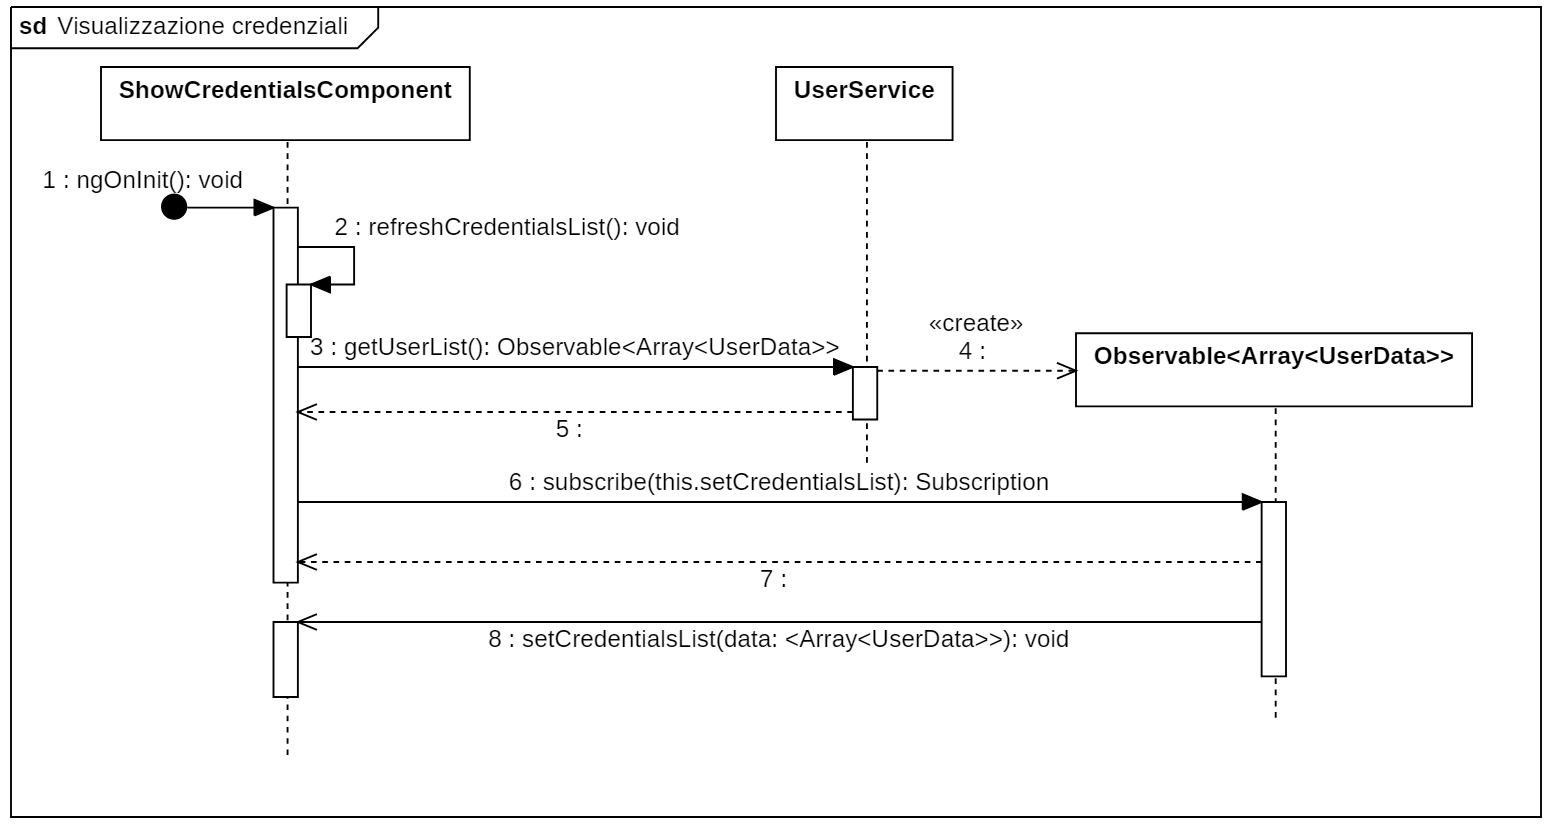 sd Visualizzazione credenziali
ShowCredentialsComponent
UserService
1 : ngOnInit(): void
2 : refreshCredentialsList(): void
«create»
4 :
3 : getUserList(): Observable<Array<UserData>>
Observable<Array<UserData>>
5 :
6 : subscribe(this.setCredentialsList): Subscription
7 :
8 : setCredentialsList(data: <Array<UserData>>): void